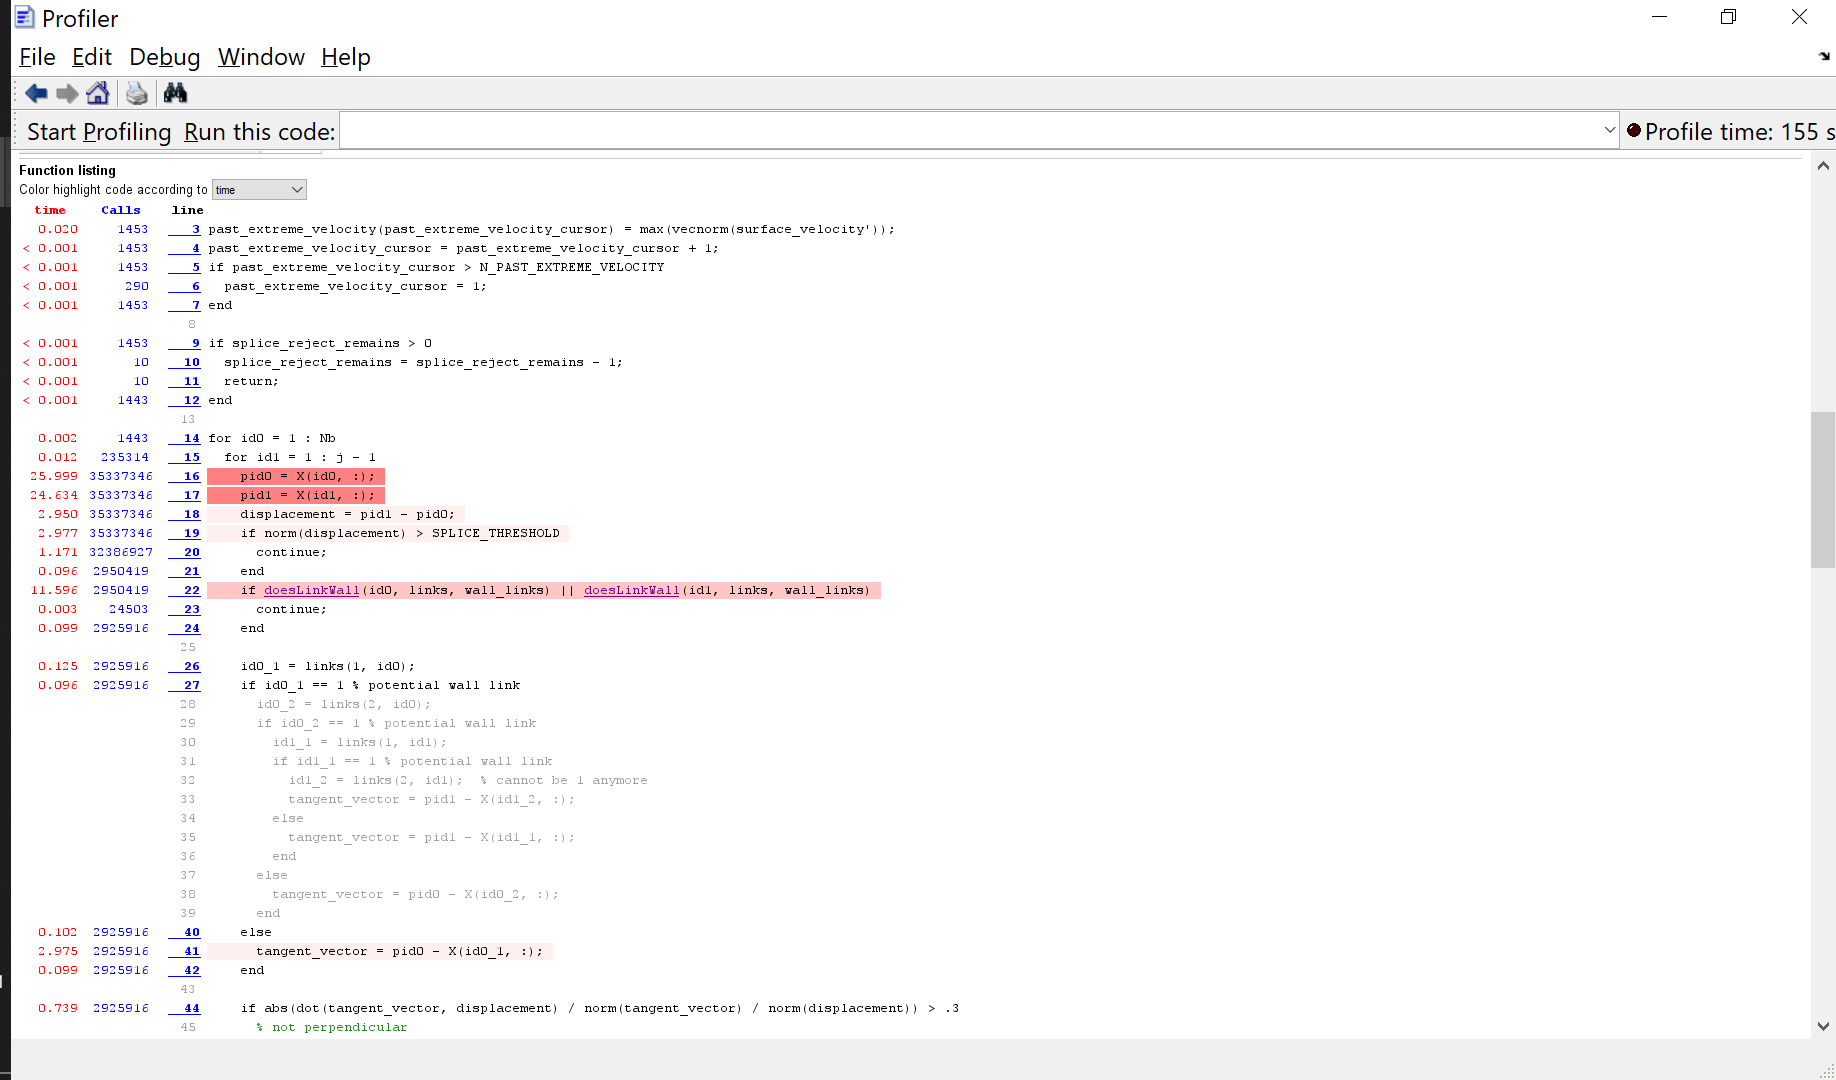 Profiler
File Edit Debug Window Help
Start Profiling Run this code: Profile time: 155 s
Function listing
Color highlight code according to time
time Calls line
0.020 1453 3 past_extreme_velocity(past_extreme_velocity_cursor) = max(vecnorm(surface_velocity'));
< 0.001 1453 4 past_extreme_velocity_cursor = past_extreme_velocity_cursor + 1;
< 0.001 1453 5 if past_extreme_velocity_cursor > N_PAST_EXTREME_VELOCITY
< 0.001 290 6 past_extreme_velocity_cursor = 1;
< 0.001 1453 7 end
8
< 0.001 1453 9 if splice_reject_remains > 0
< 0.001 10 10 splice_reject_remains = splice_reject_remains - 1;
< 0.001 10 11 return;
< 0.001 1443 12 end
13
0.002 1443 14 for id0 = 1 : Nb
0.012 235314 15 for id1 = 1 : j - 1
25.999 35337346 16 pid0 = X(id0, :);
24.634 35337346 17 pid1 = X(id1, :);
2.950 35337346 18 displacement = pid1 - pid0;
2.977 35337346 19 if norm(displacement) > SPLICE_THRESHOLD
1.171 32386927 20 continue;
0.096 2950419 21 end
11.596 2950419 22 if doesLinkWall(id0, links, wall_links) || doesLinkWall(id1, links, wall_links)
0.003 24503 23 continue;
0.099 2925916 24 end
25
0.125 2925916 26 id0_1 = links(1, id0);
0.096 2925916 27 if id0_1 == 1 % potential wall link
28 id0_2 = links(2, id0);
29 if id0_2 == 1 % potential wall link
30 id1_1 = links(1, id1);
31 if id1_1 == 1 % potential wall link
32 id1_2 = links(2, id1); % cannot be 1 anymore
33 tangent_vector = pid1 - X(id1_2, :);
34 else
35 tangent_vector = pid1 - X(id1_1, :);
36 end
37 else
38 tangent_vector = pid0 - X(id0_2, :);
39 end
0.102 2925916 40 else
2.975 2925916 41 tangent_vector = pid0 - X(id0_1, :);
0.099 2925916 42 end
43
0.739 2925916 44 if abs(dot(tangent_vector, displacement) / norm(tangent_vector) / norm(displacement)) > .3
45 % not perpendicular